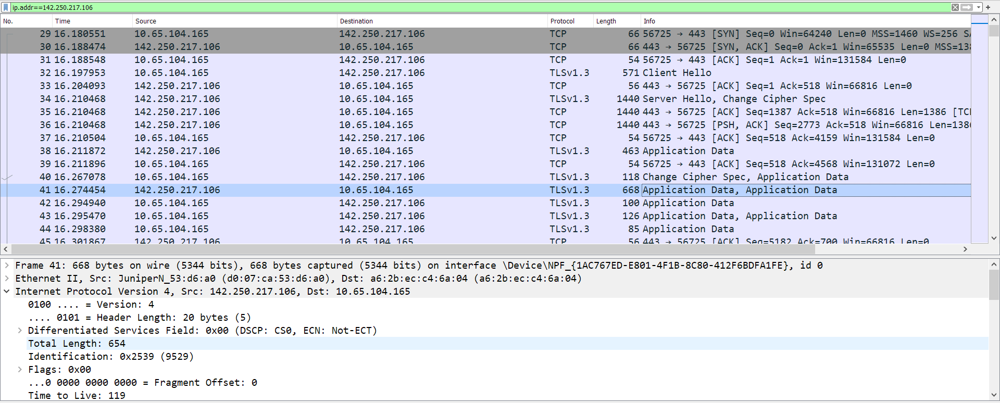 ip.addr==142.250.217.106
No. Time Source Destination Protocol Length Info
29 16.180551 10.65.104.165 142.250.217.106 TCP 66 56725 → 443 [SYN] Seq=0 Win=64240 Len=0 MSS=1460 WS=256 SA
30 16.188474 142.250.217.106 10.65.104.165 TCP 66 443 → 56725 [SYN, ACK] Seq=0 Ack=1 Win=65535 Len=0 MSS=138
31 16.188548 10.65.104.165 142.250.217.106 TCP 54 56725 → 443 [ACK] Seq=1 Ack=1 Win=131584 Len=0
32 16.197953 10.65.104.165 142.250.217.106 TLSv1.3 571 Client Hello
33 16.204093 142.250.217.106 10.65.104.165 TCP 56 443 → 56725 [ACK] Seq=1 Ack=518 Win=66816 Len=0
34 16.210468 142.250.217.106 10.65.104.165 TLSv1.3 1440 Server Hello, Change Cipher Spec
35 16.210468 142.250.217.106 10.65.104.165 TCP 1440 443 → 56725 [ACK] Seq=1387 Ack=518 Win=66816 Len=1386 [TCP
36 16.210468 142.250.217.106 10.65.104.165 TCP 1440 443 → 56725 [PSH, ACK] Seq=2773 Ack=518 Win=66816 Len=1386
37 16.210504 10.65.104.165 142.250.217.106 TCP 54 56725 → 443 [ACK] Seq=518 Ack=4159 Win=131584 Len=0
38 16.211872 142.250.217.106 10.65.104.165 TLSv1.3 463 Application Data
39 16.211896 10.65.104.165 142.250.217.106 TCP 54 56725 → 443 [ACK] Seq=518 Ack=4568 Win=131072 Len=0
40 16.267078 10.65.104.165 142.250.217.106 TLSv1.3 118 Change Cipher Spec, Application Data
41 16.274454 142.250.217.106 10.65.104.165 TLSv1.3 668 Application Data, Application Data
42 16.294940 10.65.104.165 142.250.217.106 TLSv1.3 100 Application Data
43 16.295470 10.65.104.165 142.250.217.106 TLSv1.3 126 Application Data, Application Data
44 16.298380 10.65.104.165 142.250.217.106 TLSv1.3 85 Application Data
45 16.301867 142.250.217.106 10.65.104.165 TCP 56 443 → 56725 [ACK] Seq=5182 Ack=700 Win=66816 Len=0
Frame 41: 668 bytes on wire (5344 bits), 668 bytes captured (5344 bits) on interface \Device\NPF_{1AC767ED-E801-4F1B-8C80-412F6BDFA1FE}, id 0
Ethernet II, Src: JuniperN_53:d6:a0 (d0:07:ca:53:d6:a0), Dst: a6:2b:ec:c4:6a:04 (a6:2b:ec:c4:6a:04)
Internet Protocol Version 4, Src: 142.250.217.106, Dst: 10.65.104.165
0100 .... = Version: 4
.... 0101 = Header Length: 20 bytes (5)
Differentiated Services Field: 0x00 (DSCP: CS0, ECN: Not-ECT)
Total Length: 654
Identification: 0x2539 (9529)
Flags: 0x00
...0 0000 0000 0000 = Fragment Offset: 0
Time to Live: 119